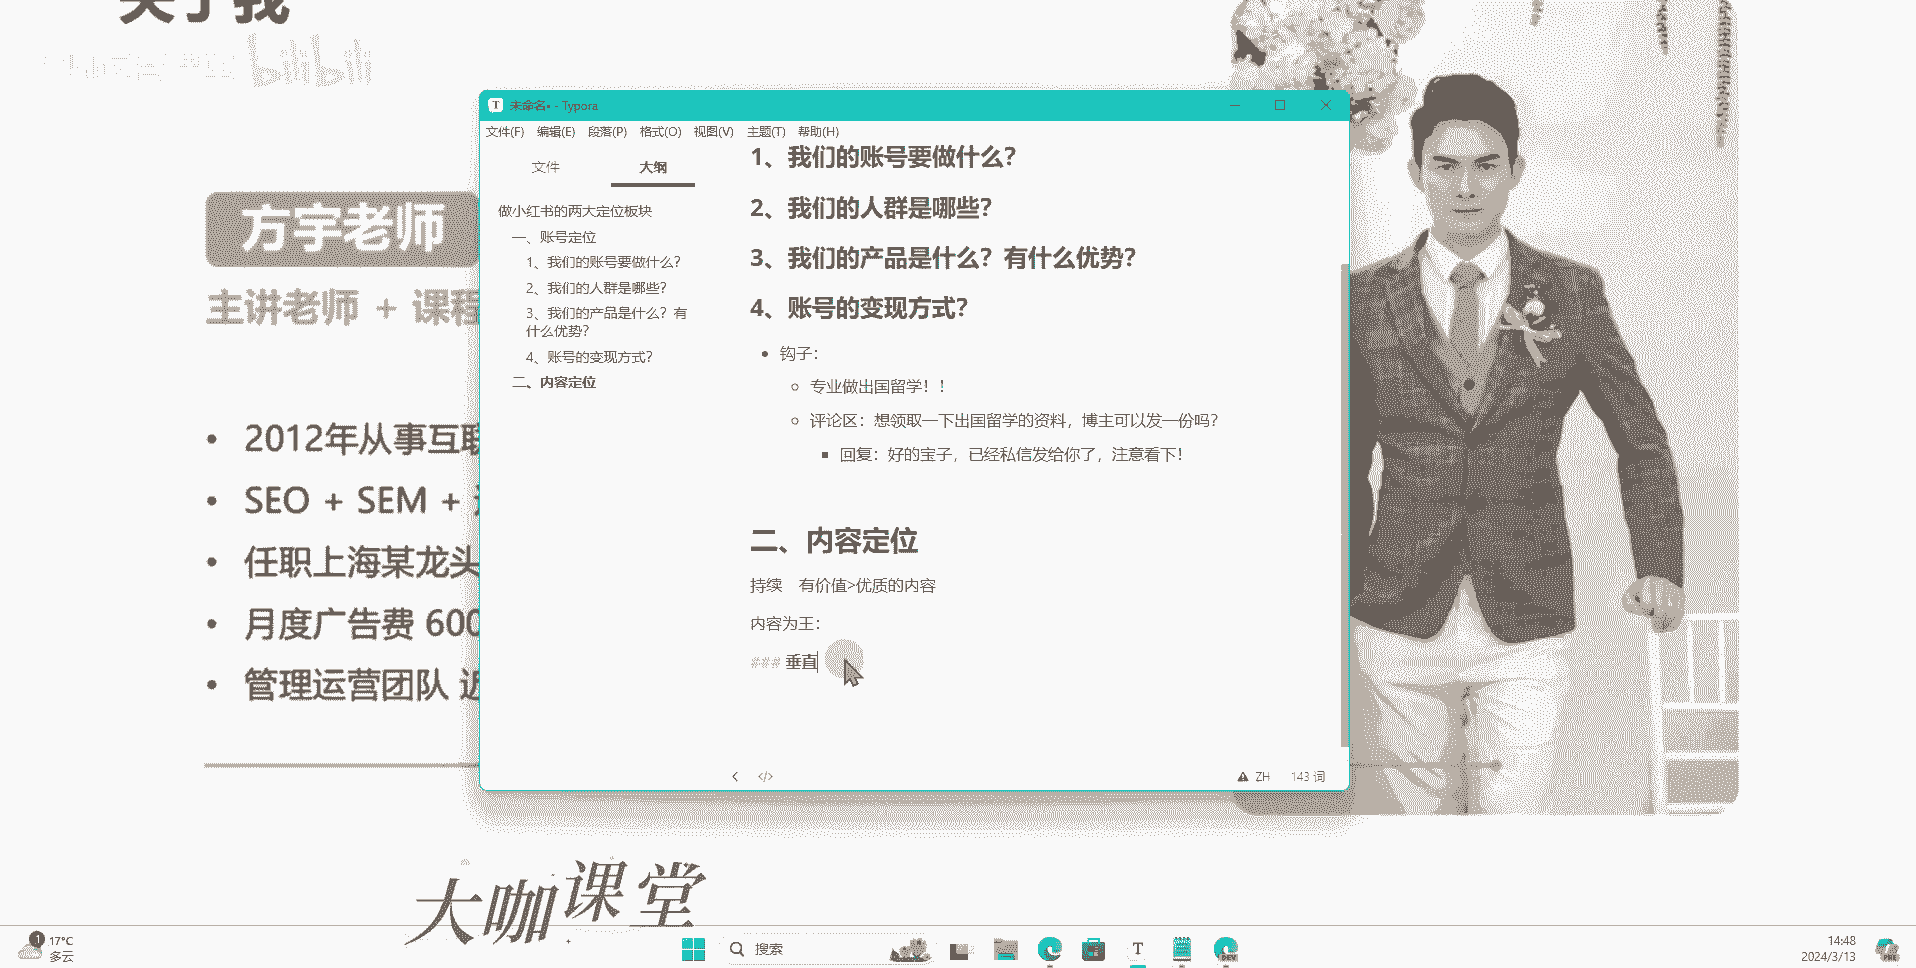 关于我
bilibili
未命名• - Typora
文件(F) 编辑(E) 段落(P) 格式(O) 视图(V) 主题(T) 帮助(H)
文件 大纲
做小红书的两大定位板块
一、账号定位
1、我们的账号要做什么？
2、我们的人群是哪些？
3、我们的产品是什么？有
什么优势？
4、账号的变现方式？
二、内容定位
1、我们的账号要做什么？
2、我们的人群是哪些？
3、我们的产品是什么？有什么优势？
4、账号的变现方式？
• 钩子：
○ 专业做出国留学！！
○ 评论区：想领取一下出国留学的资料，博主可以发一份吗？
▪ 回复：好的宝子，已经私信发给你了，注意看下！
二、内容定位
持续 有价值>优质的内容
内容为王：
### 垂直
</> ZH 143 词
方宇老师
主讲老师 + 课程
• 2012年从事互联
• SEO + SEM +
• 任职上海某龙头
• 月度广告费 600
• 管理运营团队 近
大咖课堂
1 17°C
多云
搜索
T
DEV
14:48
2024/3/13
PRE